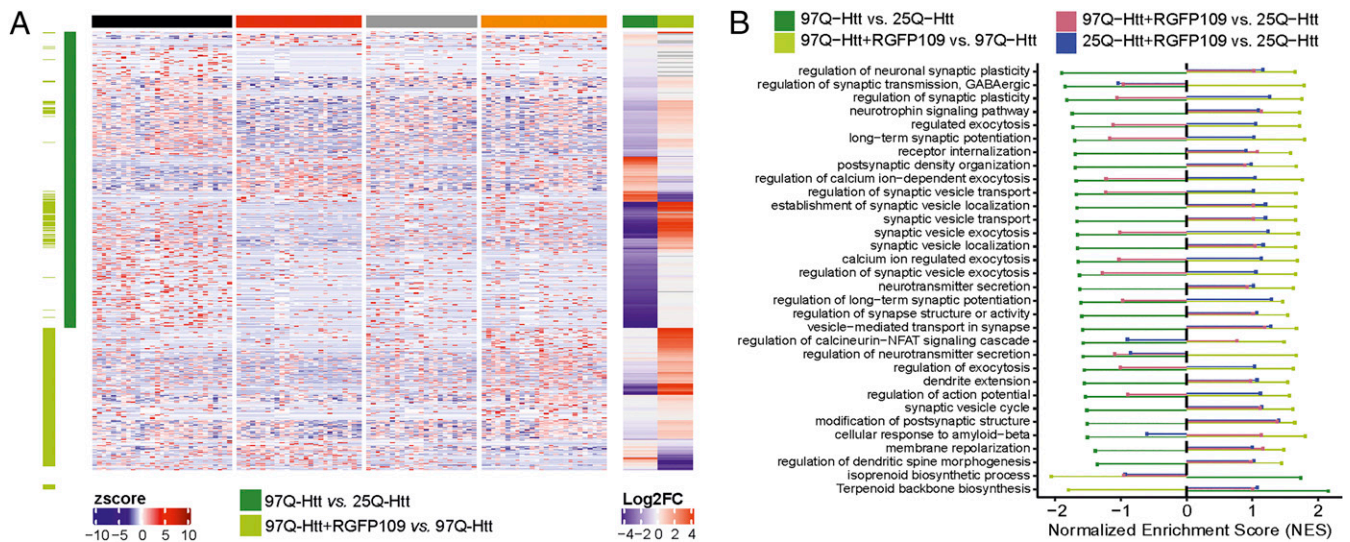 A
zscore
−10 −5 0 5 10
97Q-Htt vs. 25Q-Htt
97Q-Htt+RGFP109 vs. 97Q-Htt
Log2FC
−4 −2 0 2 4
B
97Q-Htt vs. 25Q-Htt
97Q-Htt+RGFP109 vs. 97Q-Htt
97Q-Htt+RGFP109 vs. 25Q-Htt
25Q-Htt+RGFP109 vs. 25Q-Htt
regulation of neuronal synaptic plasticity
regulation of synaptic transmission, GABAergic
regulation of synaptic plasticity
neurotrophin signaling pathway
regulated exocytosis
long-term synaptic potentiation
receptor internalization
postsynaptic density organization
regulation of calcium ion-dependent exocytosis
regulation of synaptic vesicle transport
establishment of synaptic vesicle localization
synaptic vesicle transport
synaptic vesicle exocytosis
synaptic vesicle localization
calcium ion regulated exocytosis
regulation of synaptic vesicle exocytosis
neurotransmitter secretion
regulation of long-term synaptic potentiation
regulation of synapse structure or activity
vesicle-mediated transport in synapse
regulation of calcineurin-NFAT signaling cascade
regulation of neurotransmitter secretion
regulation of exocytosis
dendrite extension
regulation of action potential
synaptic vesicle cycle
modification of postsynaptic structure
cellular response to amyloid-beta
membrane repolarization
regulation of dendritic spine morphogenesis
isoprenoid biosynthetic process
Terpenoid backbone biosynthesis
−2 −1 0 1 2
Normalized Enrichment Score (NES)